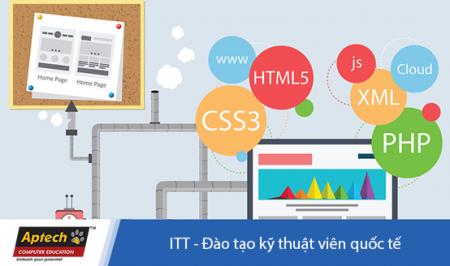 Home Page
Home Page
www
HTML5
js
Cloud
CSS3
XML
PHP
Aptech
COMPUTER EDUCATION
Unleash your potential
ITT - Đào tạo kỹ thuật viên quốc tế